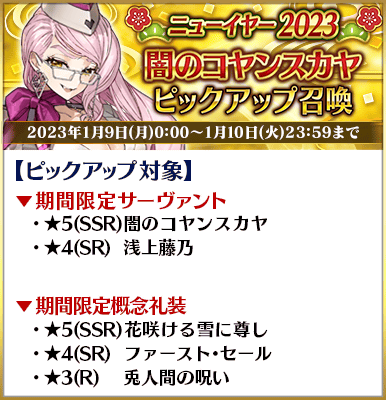 ニューイヤー2023
闇のコヤンスカヤ
ピックアップ召喚
2023年1月9日(月)0:00～1月10日(火)23:59まで
【ピックアップ対象】
▼期間限定サーヴァント
・★5(SSR)闇のコヤンスカヤ
・★4(SR) 浅上藤乃
▼期間限定概念礼装
・★5(SSR)花咲ける雪に尊し
・★4(SR) ファースト・セール
・★3(R) 兎人間の呪い